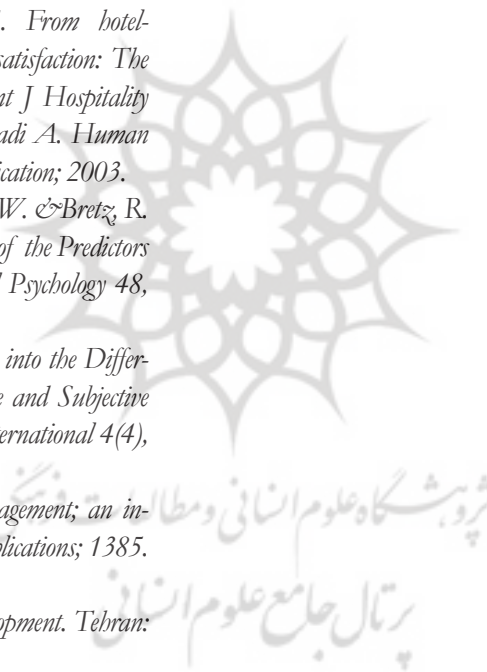 . From hotel-
satisfaction: The
nt J Hospitality
adi A. Human
ication; 2003.
W. &Bretz, R.
of the Predictors
l Psychology 48,
into the Differ-
e and Subjective
ternational 4(4),
agement; an in-
plications; 1385.
پژوهشگاه علوم انسانی و مطالعات فرهنگی
opment. Tehran:
پرتال جامع علوم انسانی